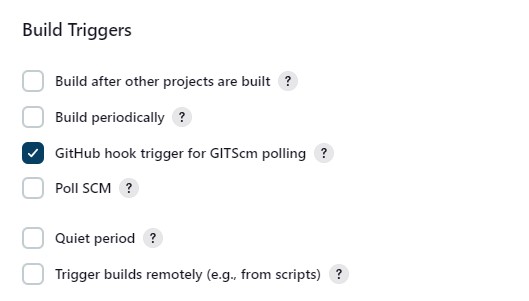 Build Triggers
Build after other projects are built ?
Build periodically ?
GitHub hook trigger for GITScm polling ?
Poll SCM ?
Quiet period ?
Trigger builds remotely (e.g., from scripts) ?